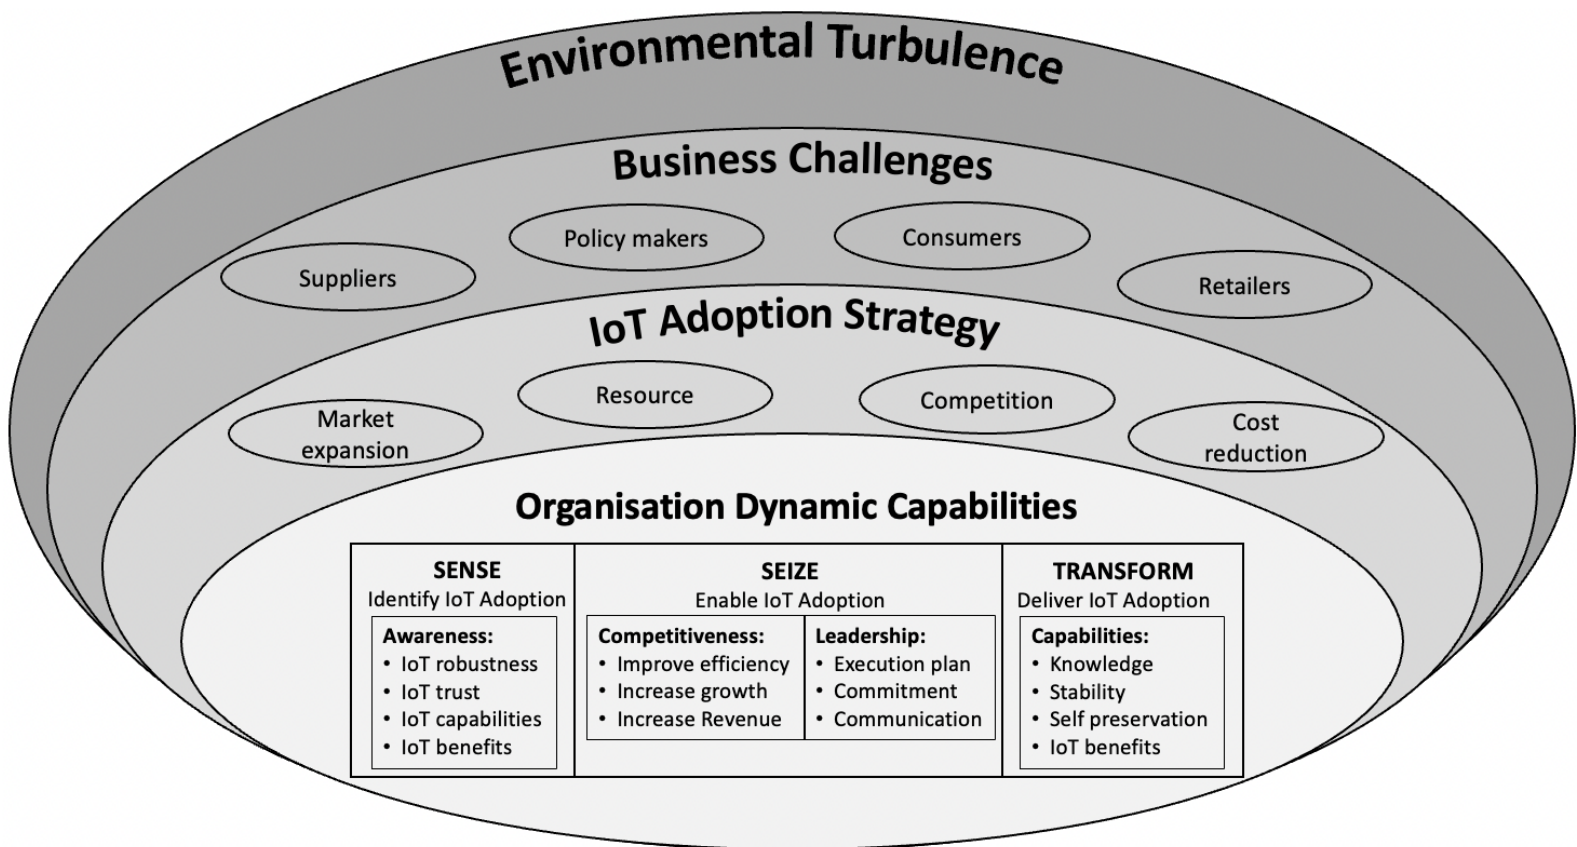 Environmental Turbulence
Business Challenges
Suppliers
Policy makers
Consumers
Retailers
IoT Adoption Strategy
Market
expansion
Resource
Competition
Cost
reduction
Organisation Dynamic Capabilities
SENSE
Identify IoT Adoption
Awareness:
• IoT robustness
• IoT trust
• IoT capabilities
• IoT benefits
SEIZE
Enable IoT Adoption
Competitiveness:
• Improve efficiency
• Increase growth
• Increase Revenue
Leadership:
• Execution plan
• Commitment
• Communication
TRANSFORM
Deliver IoT Adoption
Capabilities:
• Knowledge
• Stability
• Self preservation
• IoT benefits